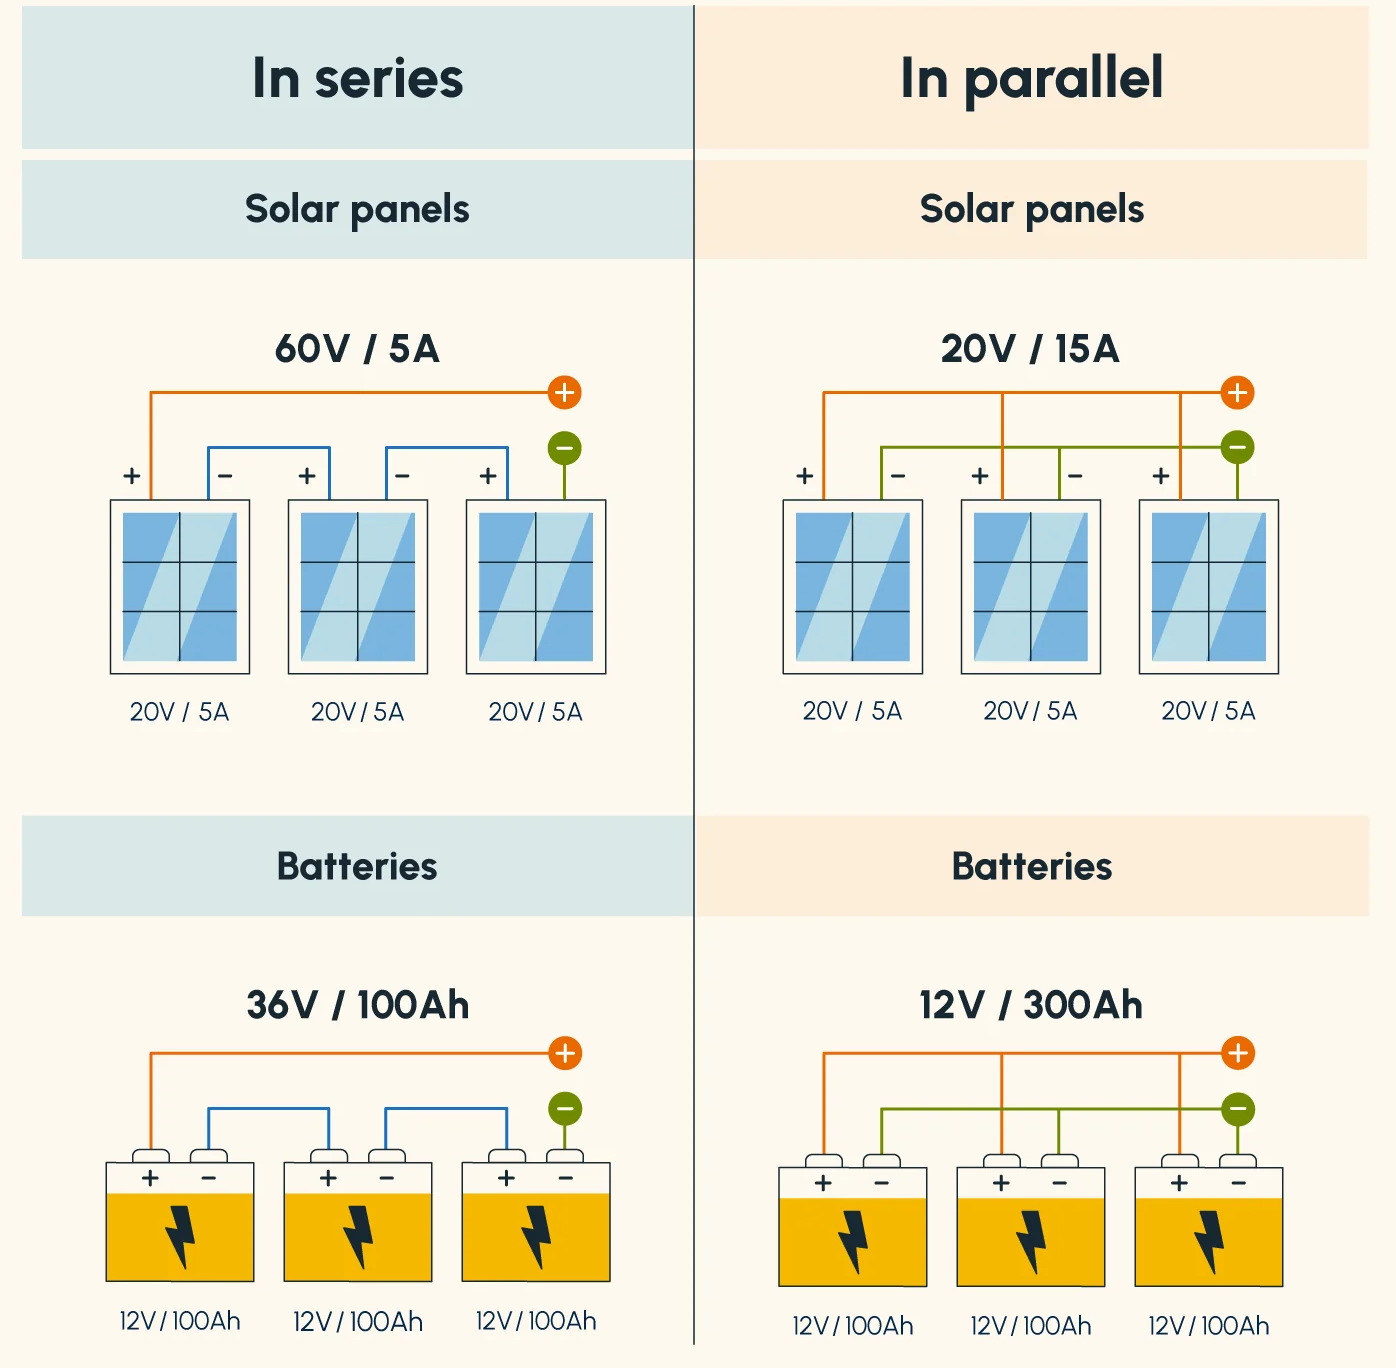 In series
In parallel
Solar panels
Solar panels
60V / 5A
+
−
+ − + − +
20V / 5A
20V / 5A
20V / 5A
20V / 15A
+
−
+ − + − +
20V / 5A
20V / 5A
20V / 5A
Batteries
Batteries
36V / 100Ah
+
−
+ − + − + −
12V / 100Ah
12V / 100Ah
12V / 100Ah
12V / 300Ah
+
−
+ − + − + −
12V / 100Ah
12V / 100Ah
12V / 100Ah